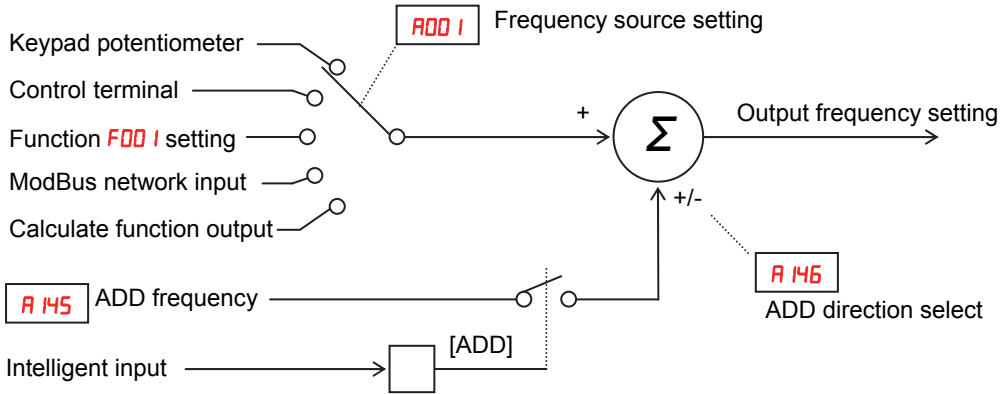 A001 Frequency source setting
Keypad potentiometer
Control terminal
Function F001 setting
ModBus network input
Calculate function output
+
Σ
Output frequency setting
+/-
A145 ADD frequency
A146
ADD direction select
[ADD]
Intelligent input